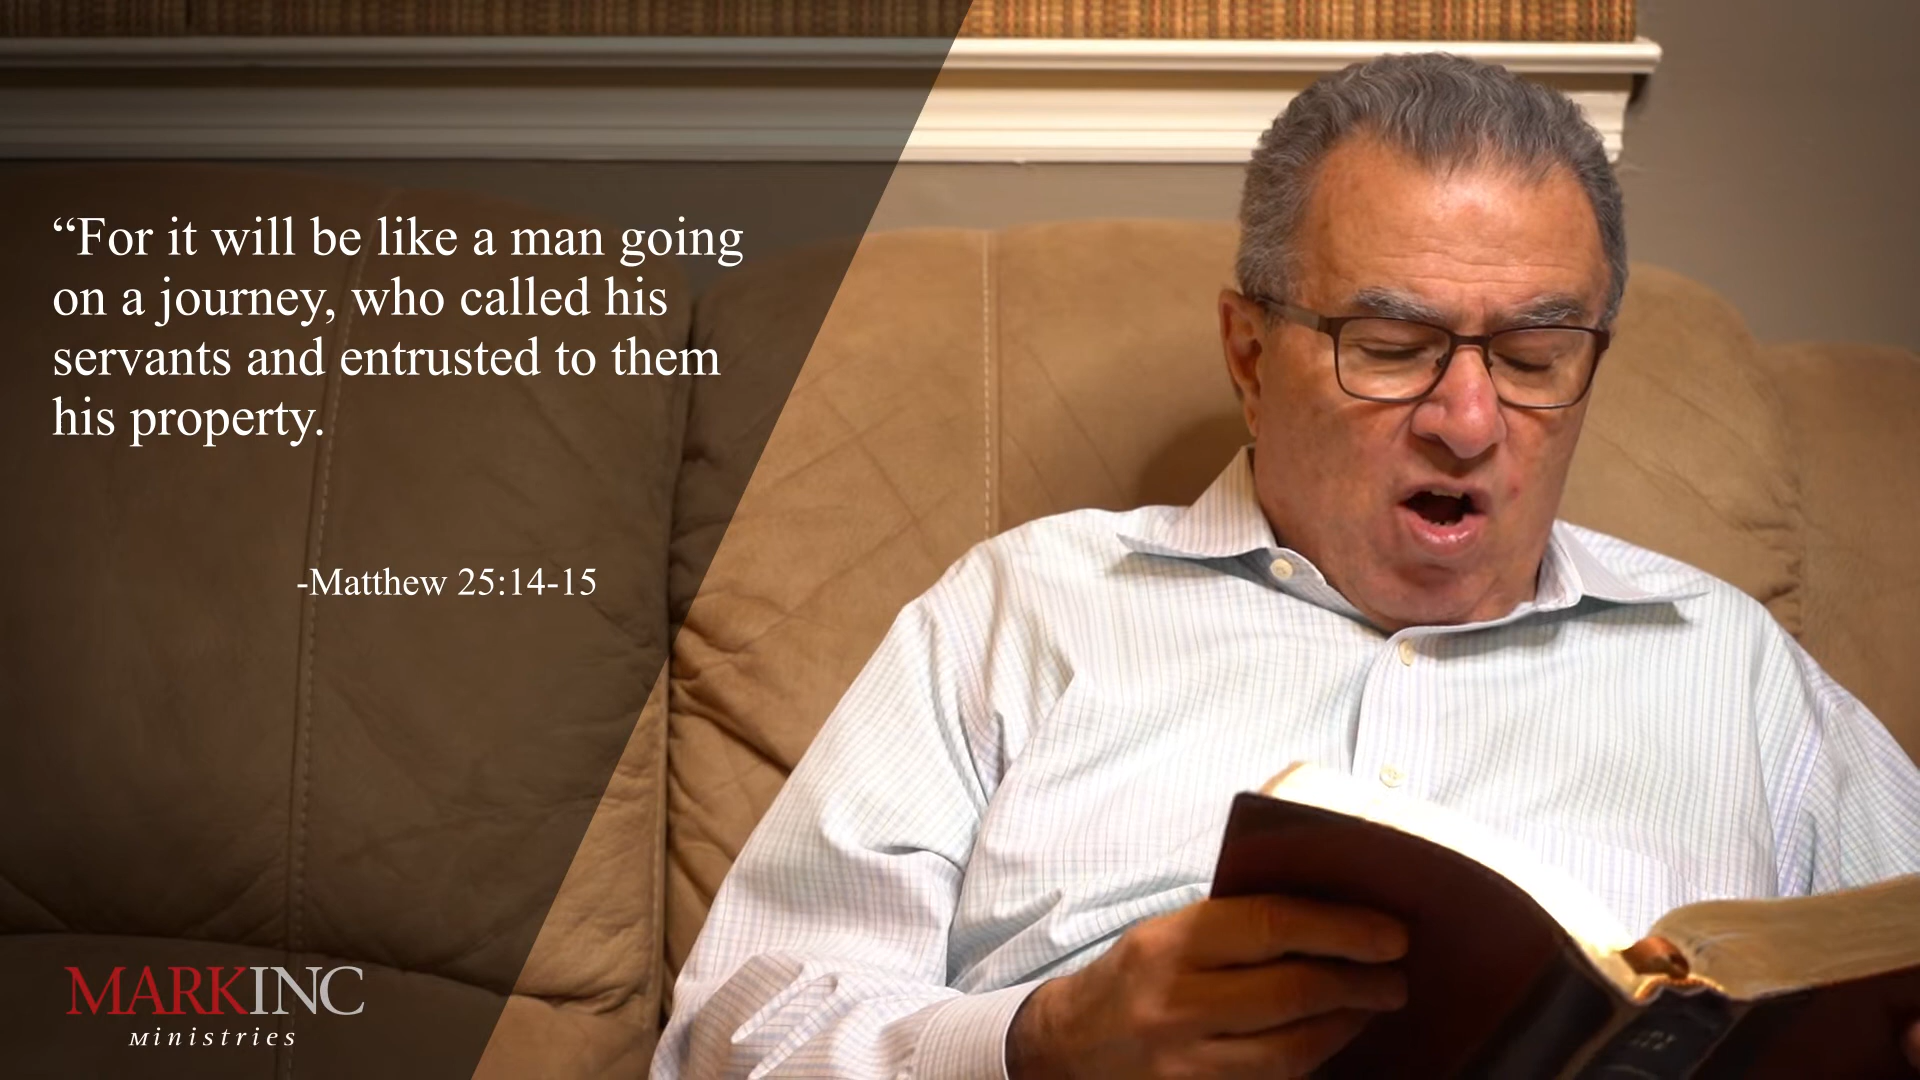 “For it will be like a man going
on a journey, who called his
servants and entrusted to them
his property.
-Matthew 25:14-15
MARKINC
Ministries